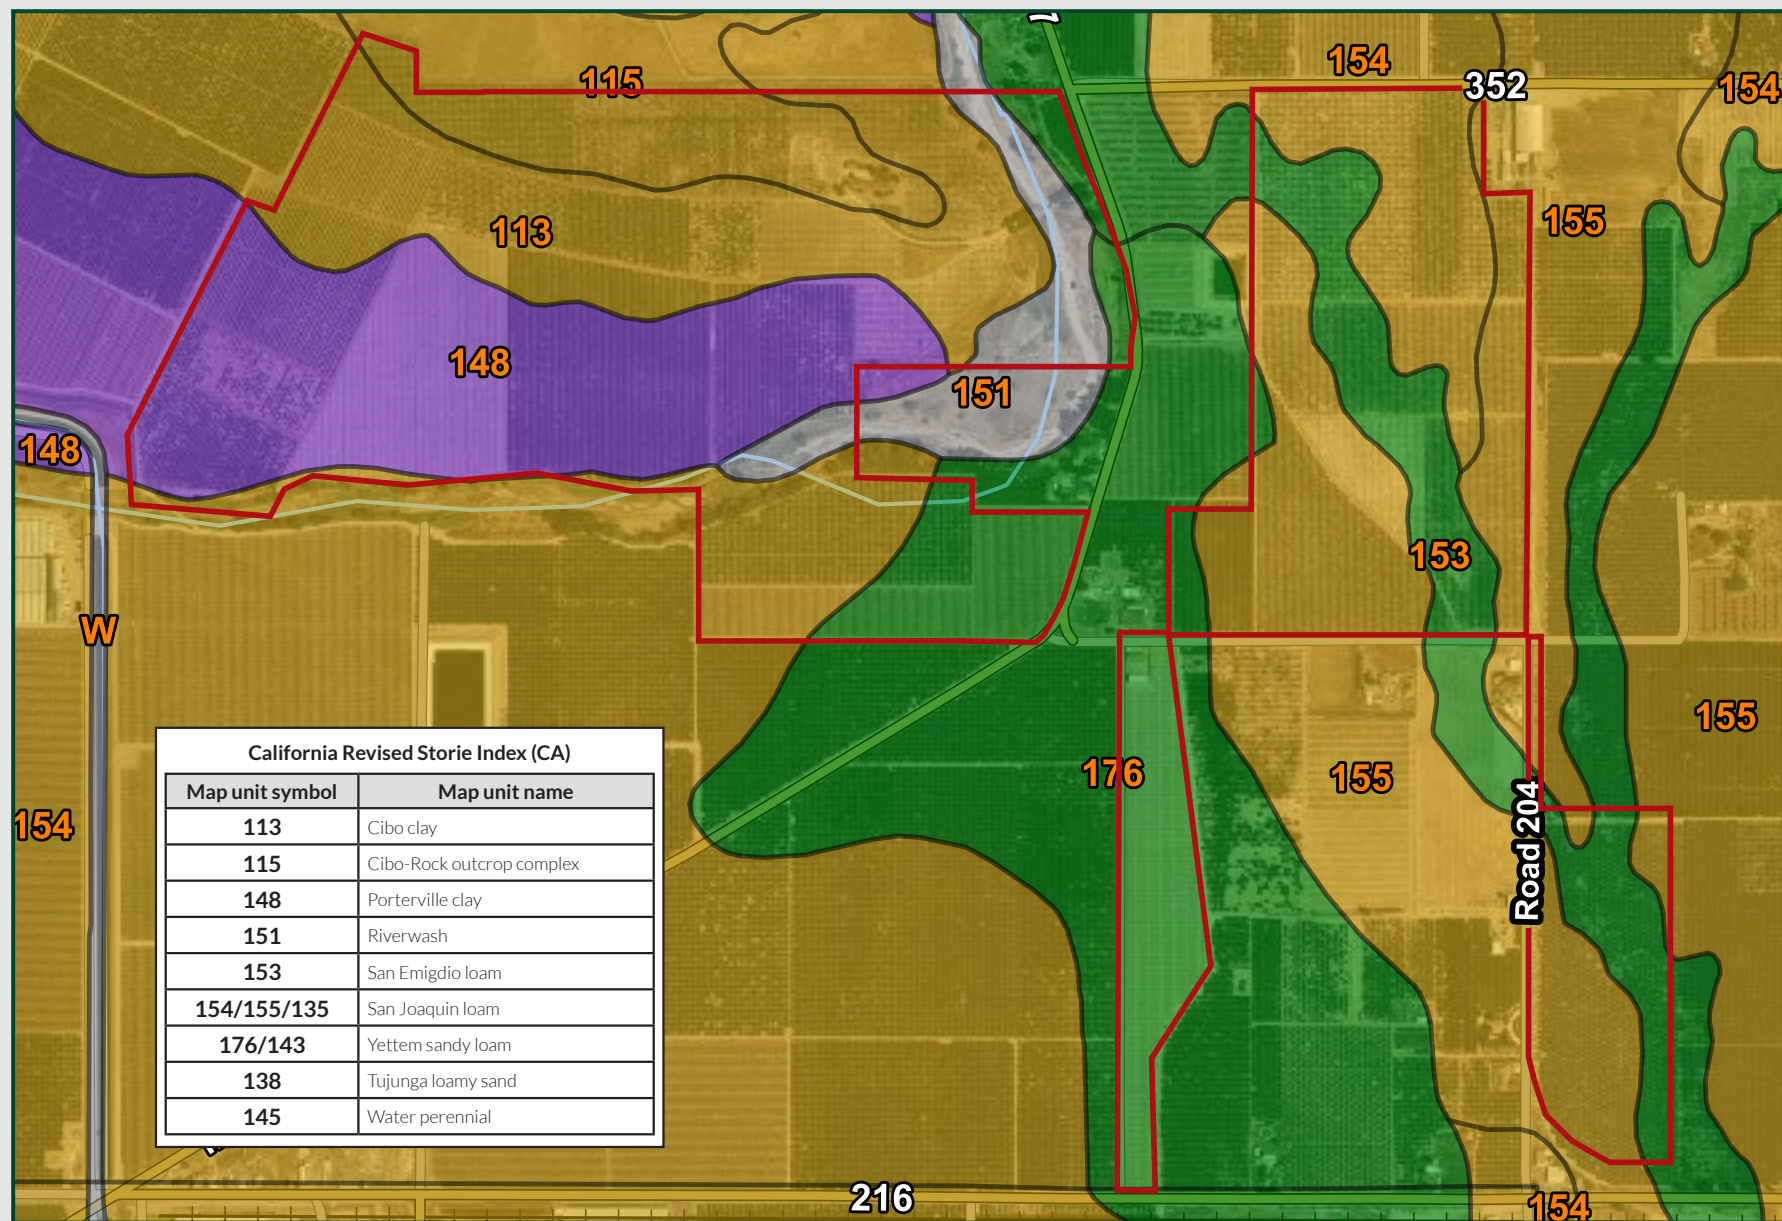 154
352
154
115
155
113
148
151
148
153
W
155
176
155
154
Road 204
216
154
California Revised Storie Index (CA)
Map unit symbol Map unit name
113 Cibo clay
115 Cibo-Rock outcrop complex
148 Porterville clay
151 Riverwash
153 San Emigdio loam
154/155/135 San Joaquin loam
176/143 Yettem sandy loam
138 Tujunga loamy sand
145 Water perennial